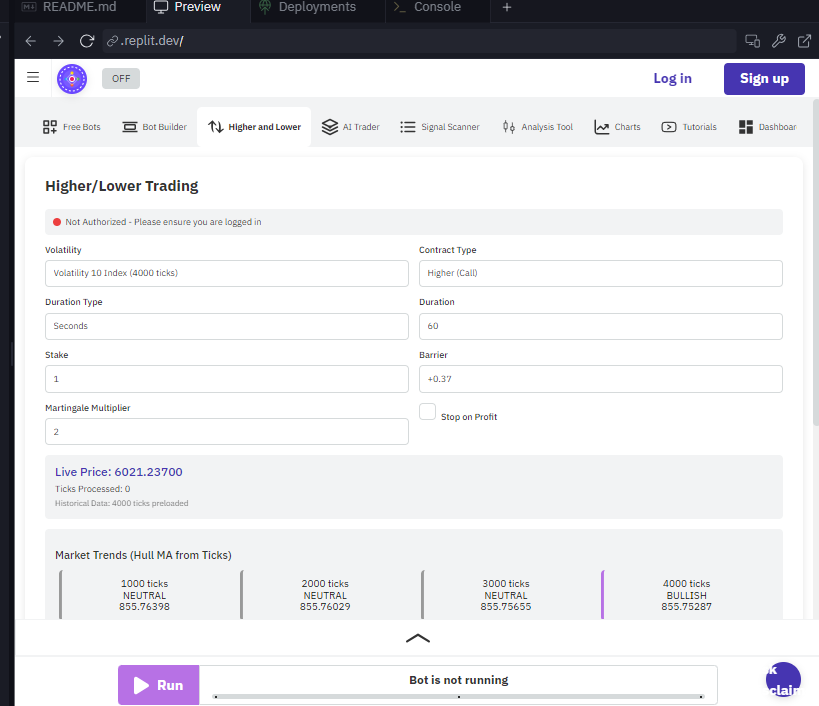 README.md Preview Deployments Console
.replit.dev/
OFF Log in Sign up
Free Bots Bot Builder Higher and Lower AI Trader Signal Scanner Analysis Tool Charts Tutorials Dashboar
Higher/Lower Trading
Not Authorized - Please ensure you are logged in
Volatility Contract Type
Volatility 10 Index (4000 ticks) Higher (Call)
Duration Type Duration
Seconds 60
Stake Barrier
1 +0.37
Martingale Multiplier
Stop on Profit
2
Live Price: 6021.23700
Ticks Processed: 0
Historical Data: 4000 ticks preloaded
Market Trends (Hull MA from Ticks)
1000 ticks 2000 ticks 3000 ticks 4000 ticks
NEUTRAL NEUTRAL NEUTRAL BULLISH
855.76398 855.76029 855.75655 855.75287
Run Bot is not running
k
clain